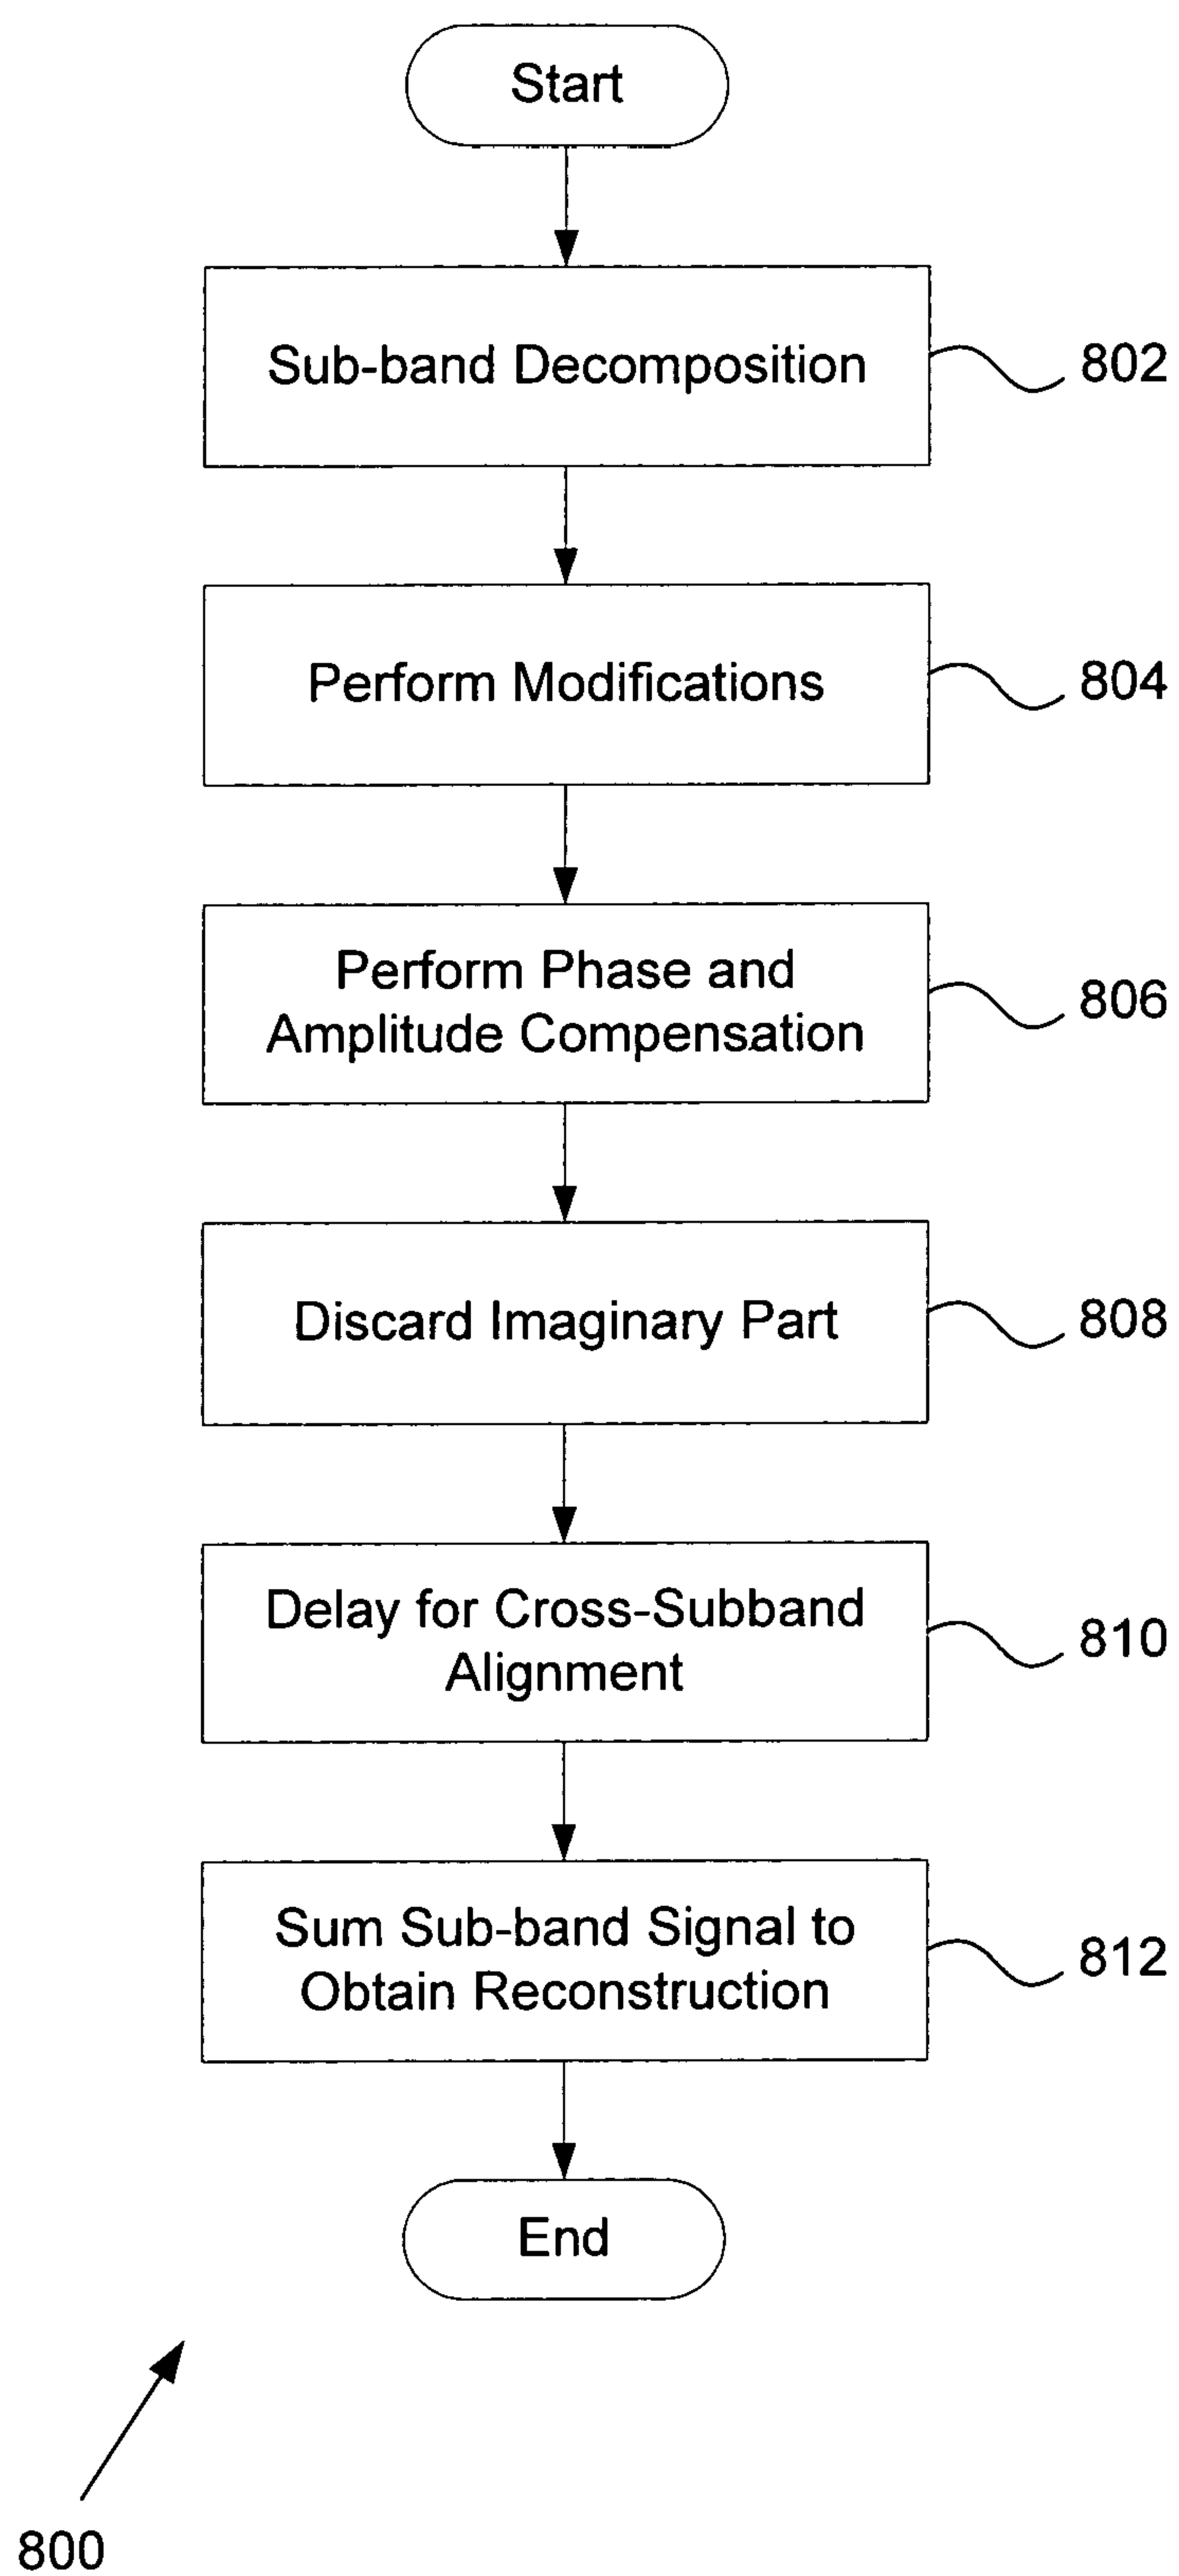 Start
Sub-band Decomposition
802
Perform Modifications
804
Perform Phase and
Amplitude Compensation
806
Discard Imaginary Part
808
Delay for Cross-Subband
Alignment
810
Sum Sub-band Signal to
Obtain Reconstruction
812
End
800